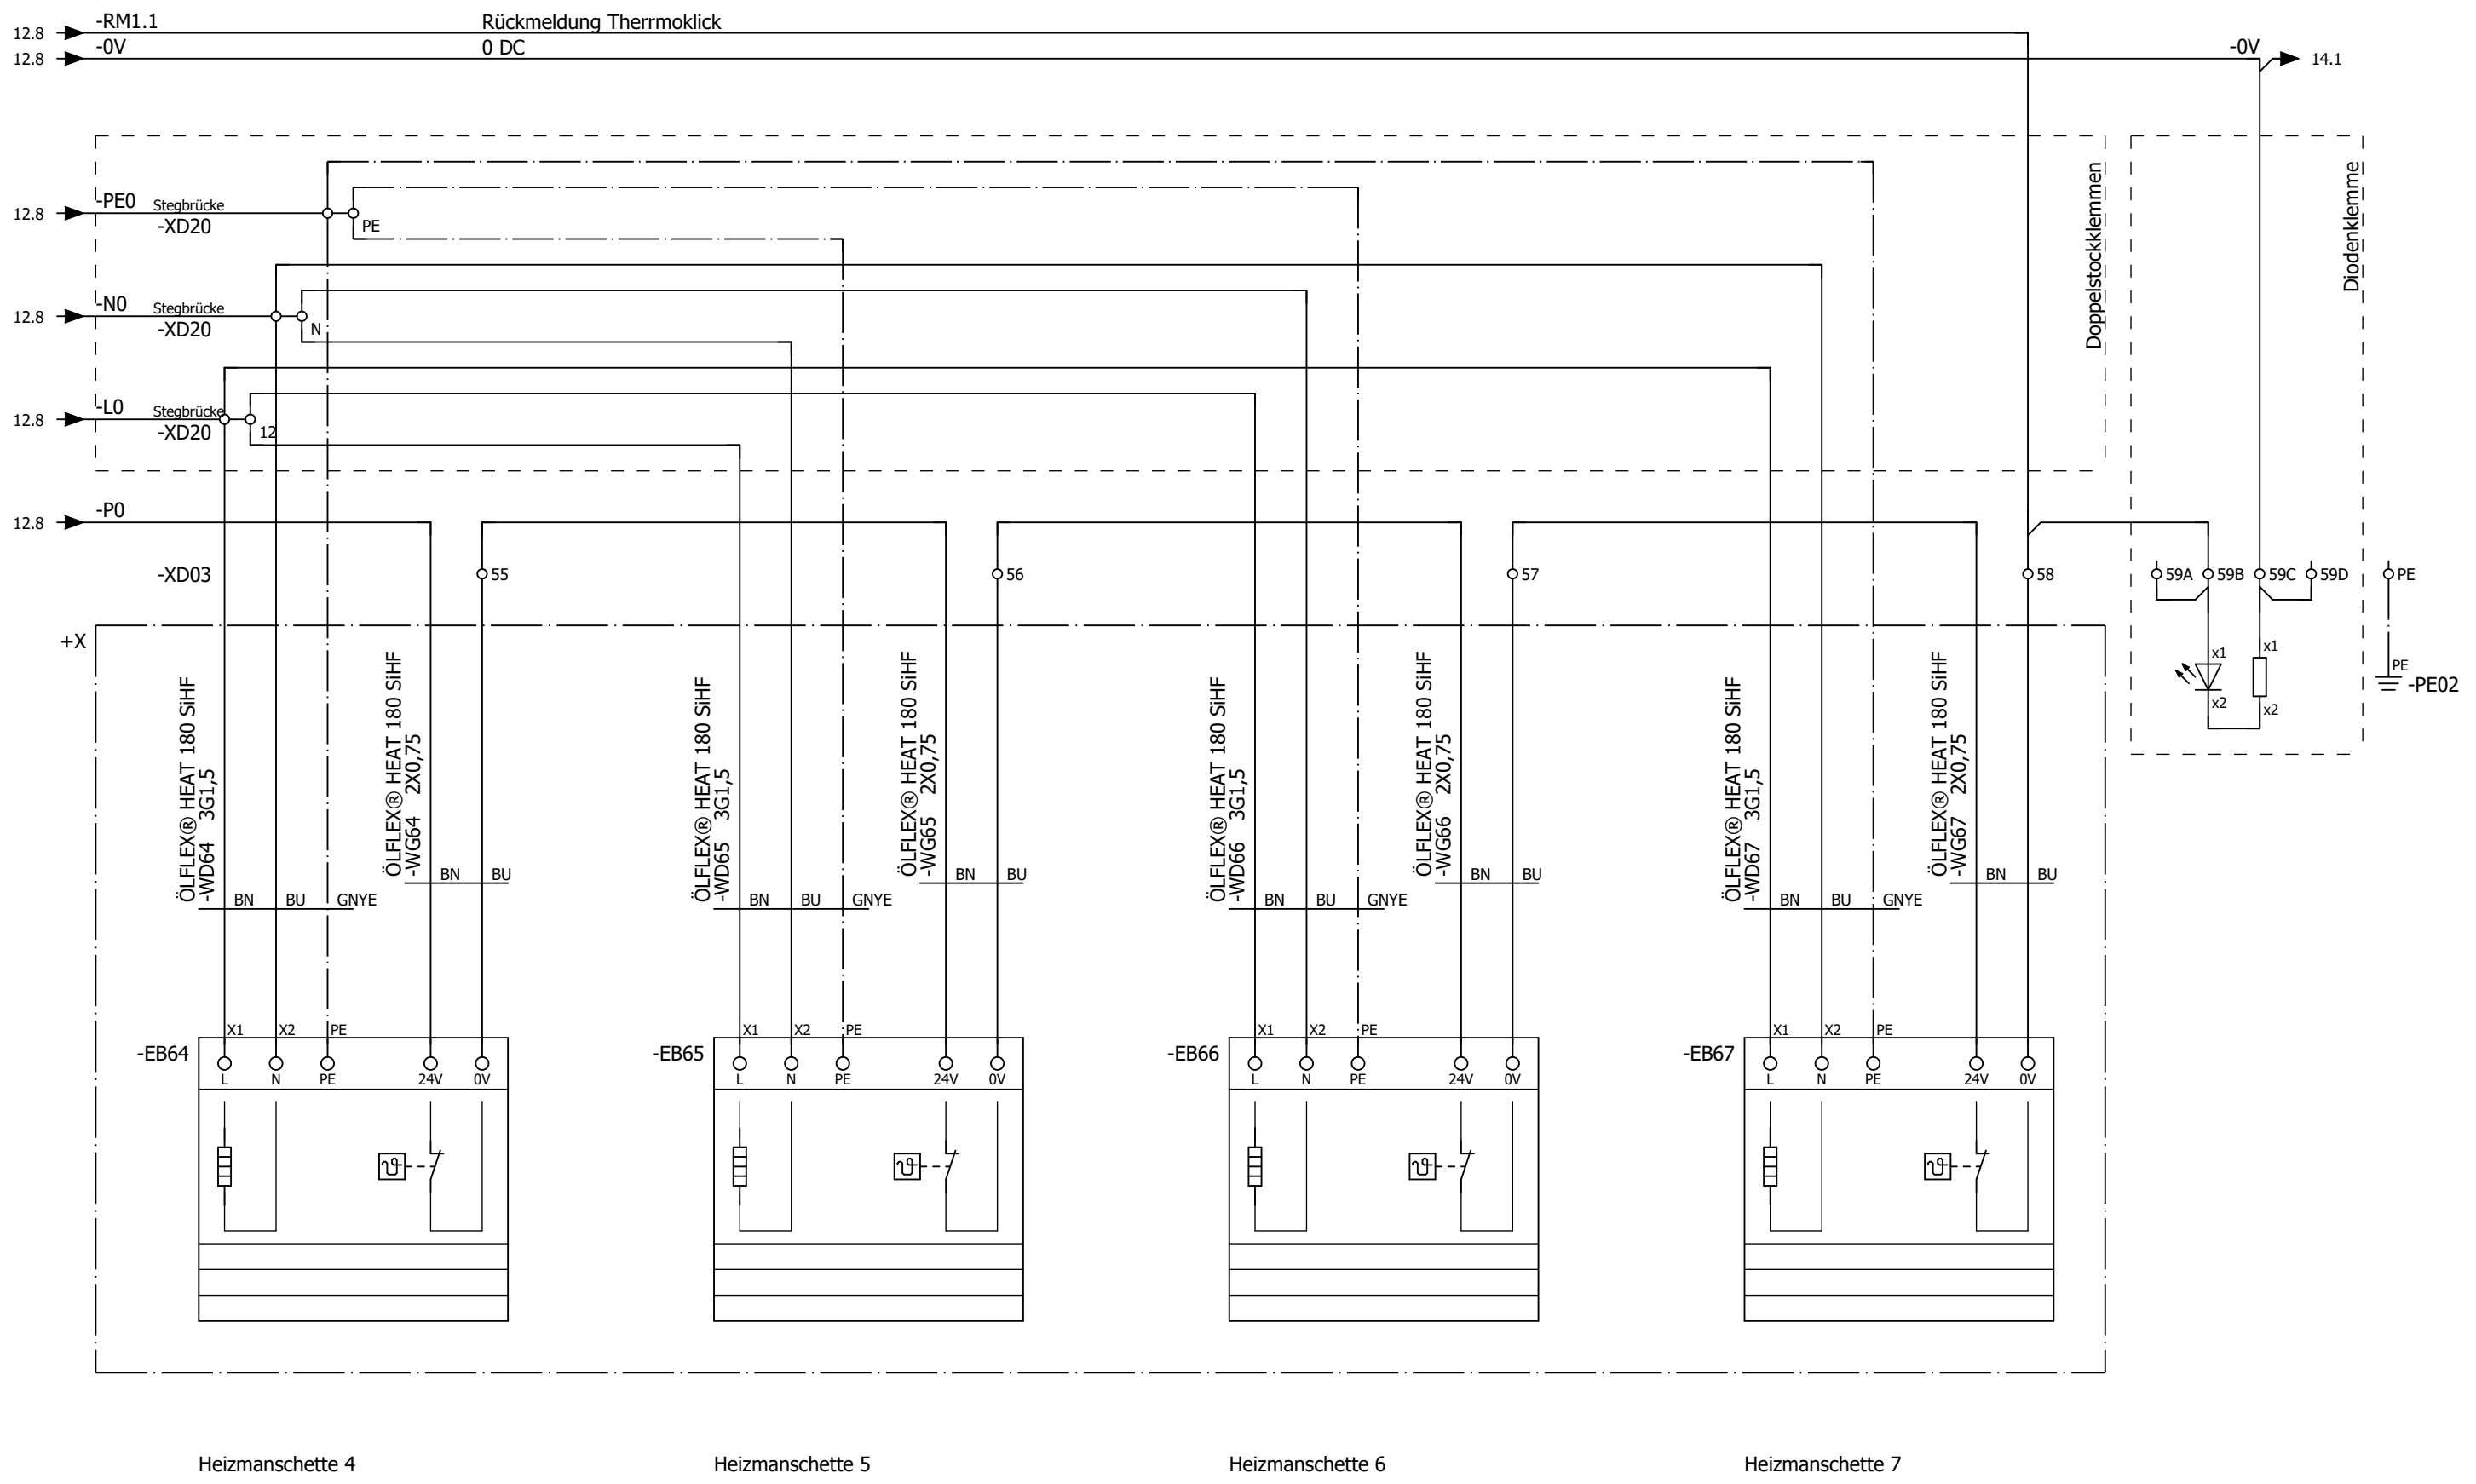 -RM1.1 Rückmeldung Therrmoklick
12.8
-0V 0 DC -0V
12.8 14.1
Doppelstockklemmen
Diodenklemme
-PE0 Stegbrücke
12.8
-XD20 PE
-N0 Stegbrücke
12.8
-XD20 N
-L0 Stegbrücke
12.8
-XD20 12
-P0
12.8
-XD03 55 56 57 58 59A 59B 59C 59D PE
+X
x1 x1
PE
-PE02
x2 x2
ÖLFLEX® HEAT 180 SiHF
-WD64 3G1,5
ÖLFLEX® HEAT 180 SiHF
-WG64 2X0,75
ÖLFLEX® HEAT 180 SiHF
-WD65 3G1,5
ÖLFLEX® HEAT 180 SiHF
-WG65 2X0,75
ÖLFLEX® HEAT 180 SiHF
-WD66 3G1,5
ÖLFLEX® HEAT 180 SiHF
-WG66 2X0,75
ÖLFLEX® HEAT 180 SiHF
-WD67 3G1,5
ÖLFLEX® HEAT 180 SiHF
-WG67 2X0,75
BN BU BN BU BN BU BN BU
BN BU GNYE BN BU GNYE BN BU GNYE BN BU GNYE
X1 X2 PE X1 X2 PE X1 X2 PE X1 X2 PE
-EB64 -EB65 -EB66 -EB67
L N PE 24V 0V L N PE 24V 0V L N PE 24V 0V L N PE 24V 0V
ϑ ϑ ϑ ϑ
Heizmanschette 4 Heizmanschette 5 Heizmanschette 6 Heizmanschette 7